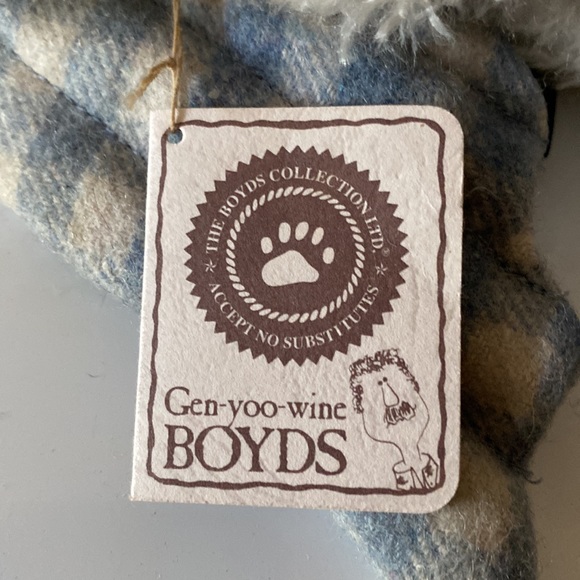 THE BOYDS COLLECTION LTD.®
ACCEPT NO SUBSTITUTES
Gen-yoo-wine
BOYDS